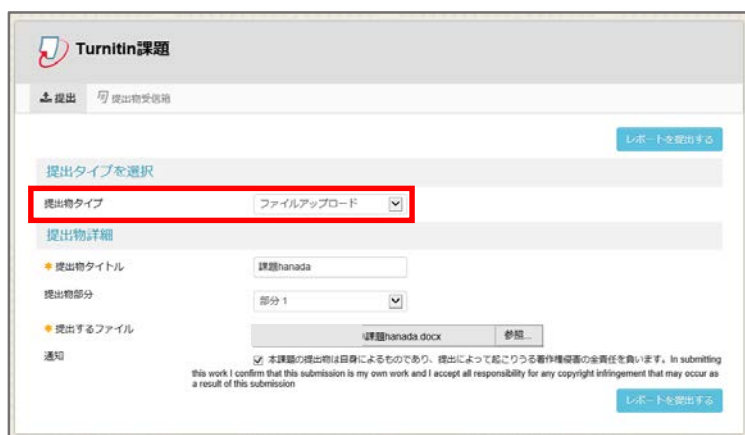 Turnitin課題
提出 提出物受信箱
レポートを提出する
提出タイプを選択
提出物タイプ ファイルアップロード
提出物詳細
提出物タイトル 課題hanada
提出物部分 部分 1
提出するファイル \課題hanada.docx 参照...
通知 本課題の提出物は自身によるものであり、提出によって起こりうる著作権侵害の全責任を負います。In submitting
this work I confirm that this submission is my own work and I accept all responsibility for any copyright infringement that may occur as
a result of this submission
レポートを提出する